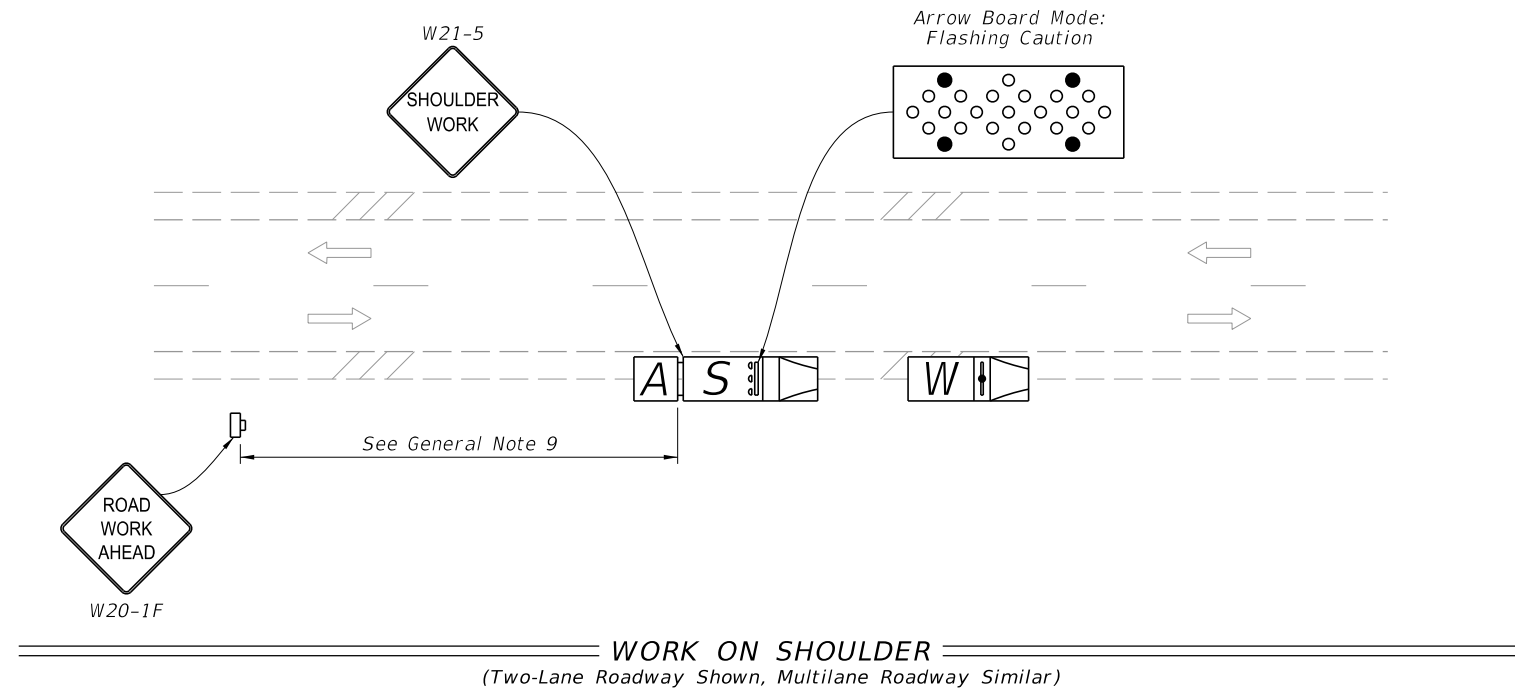 W21-5
SHOULDER
WORK
Arrow Board Mode:
Flashing Caution
A
S
W
See General Note 9
ROAD
WORK
AHEAD
W20-1F
WORK ON SHOULDER
(Two-Lane Roadway Shown, Multilane Roadway Similar)